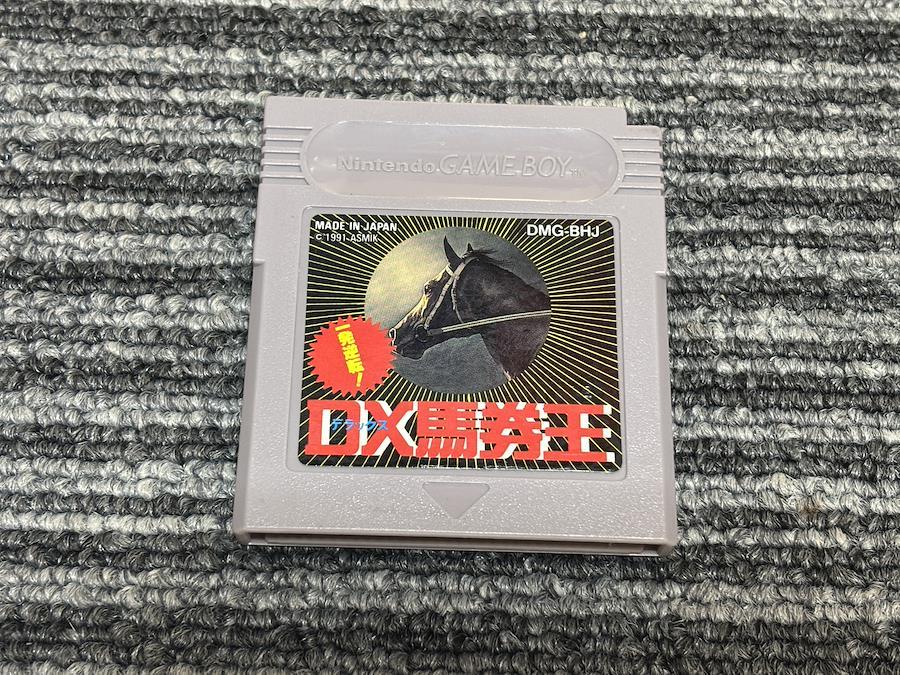 Nintendo® GAME BOY TM
MADE IN JAPAN
© 1991-ASMIK
DMG-BHJ
一発逆転!
DX馬券王
デラックス